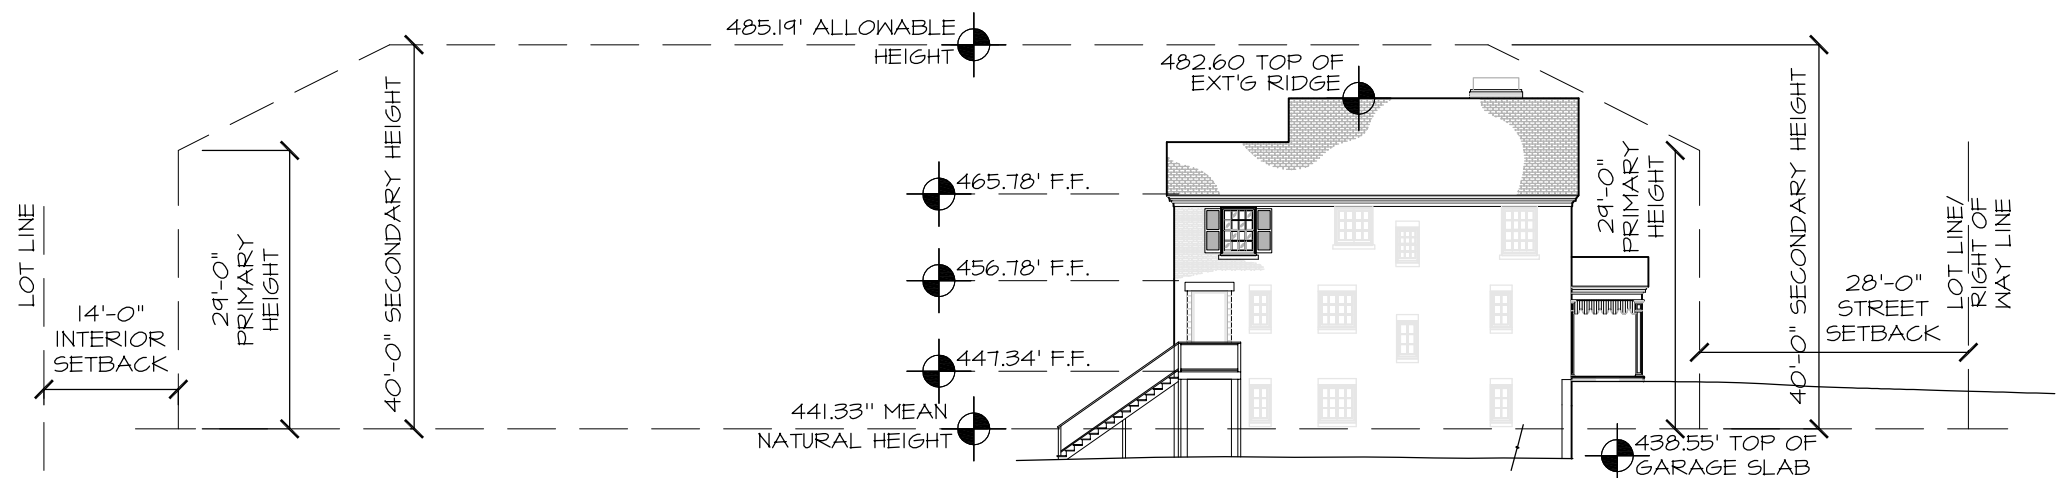 485.19' ALLOWABLE
HEIGHT
482.60 TOP OF
EXT'G RIDGE
465.78' F.F.
456.78' F.F.
447.34' F.F.
441.33" MEAN
NATURAL HEIGHT
438.55' TOP OF
GARAGE SLAB
LOT LINE
14'-0"
INTERIOR
SETBACK
29'-0"
PRIMARY
HEIGHT
40'-0" SECONDARY HEIGHT
29'-0"
PRIMARY
HEIGHT
40'-0" SECONDARY HEIGHT
28'-0"
STREET
SETBACK
LOT LINE/
RIGHT OF
WAY LINE